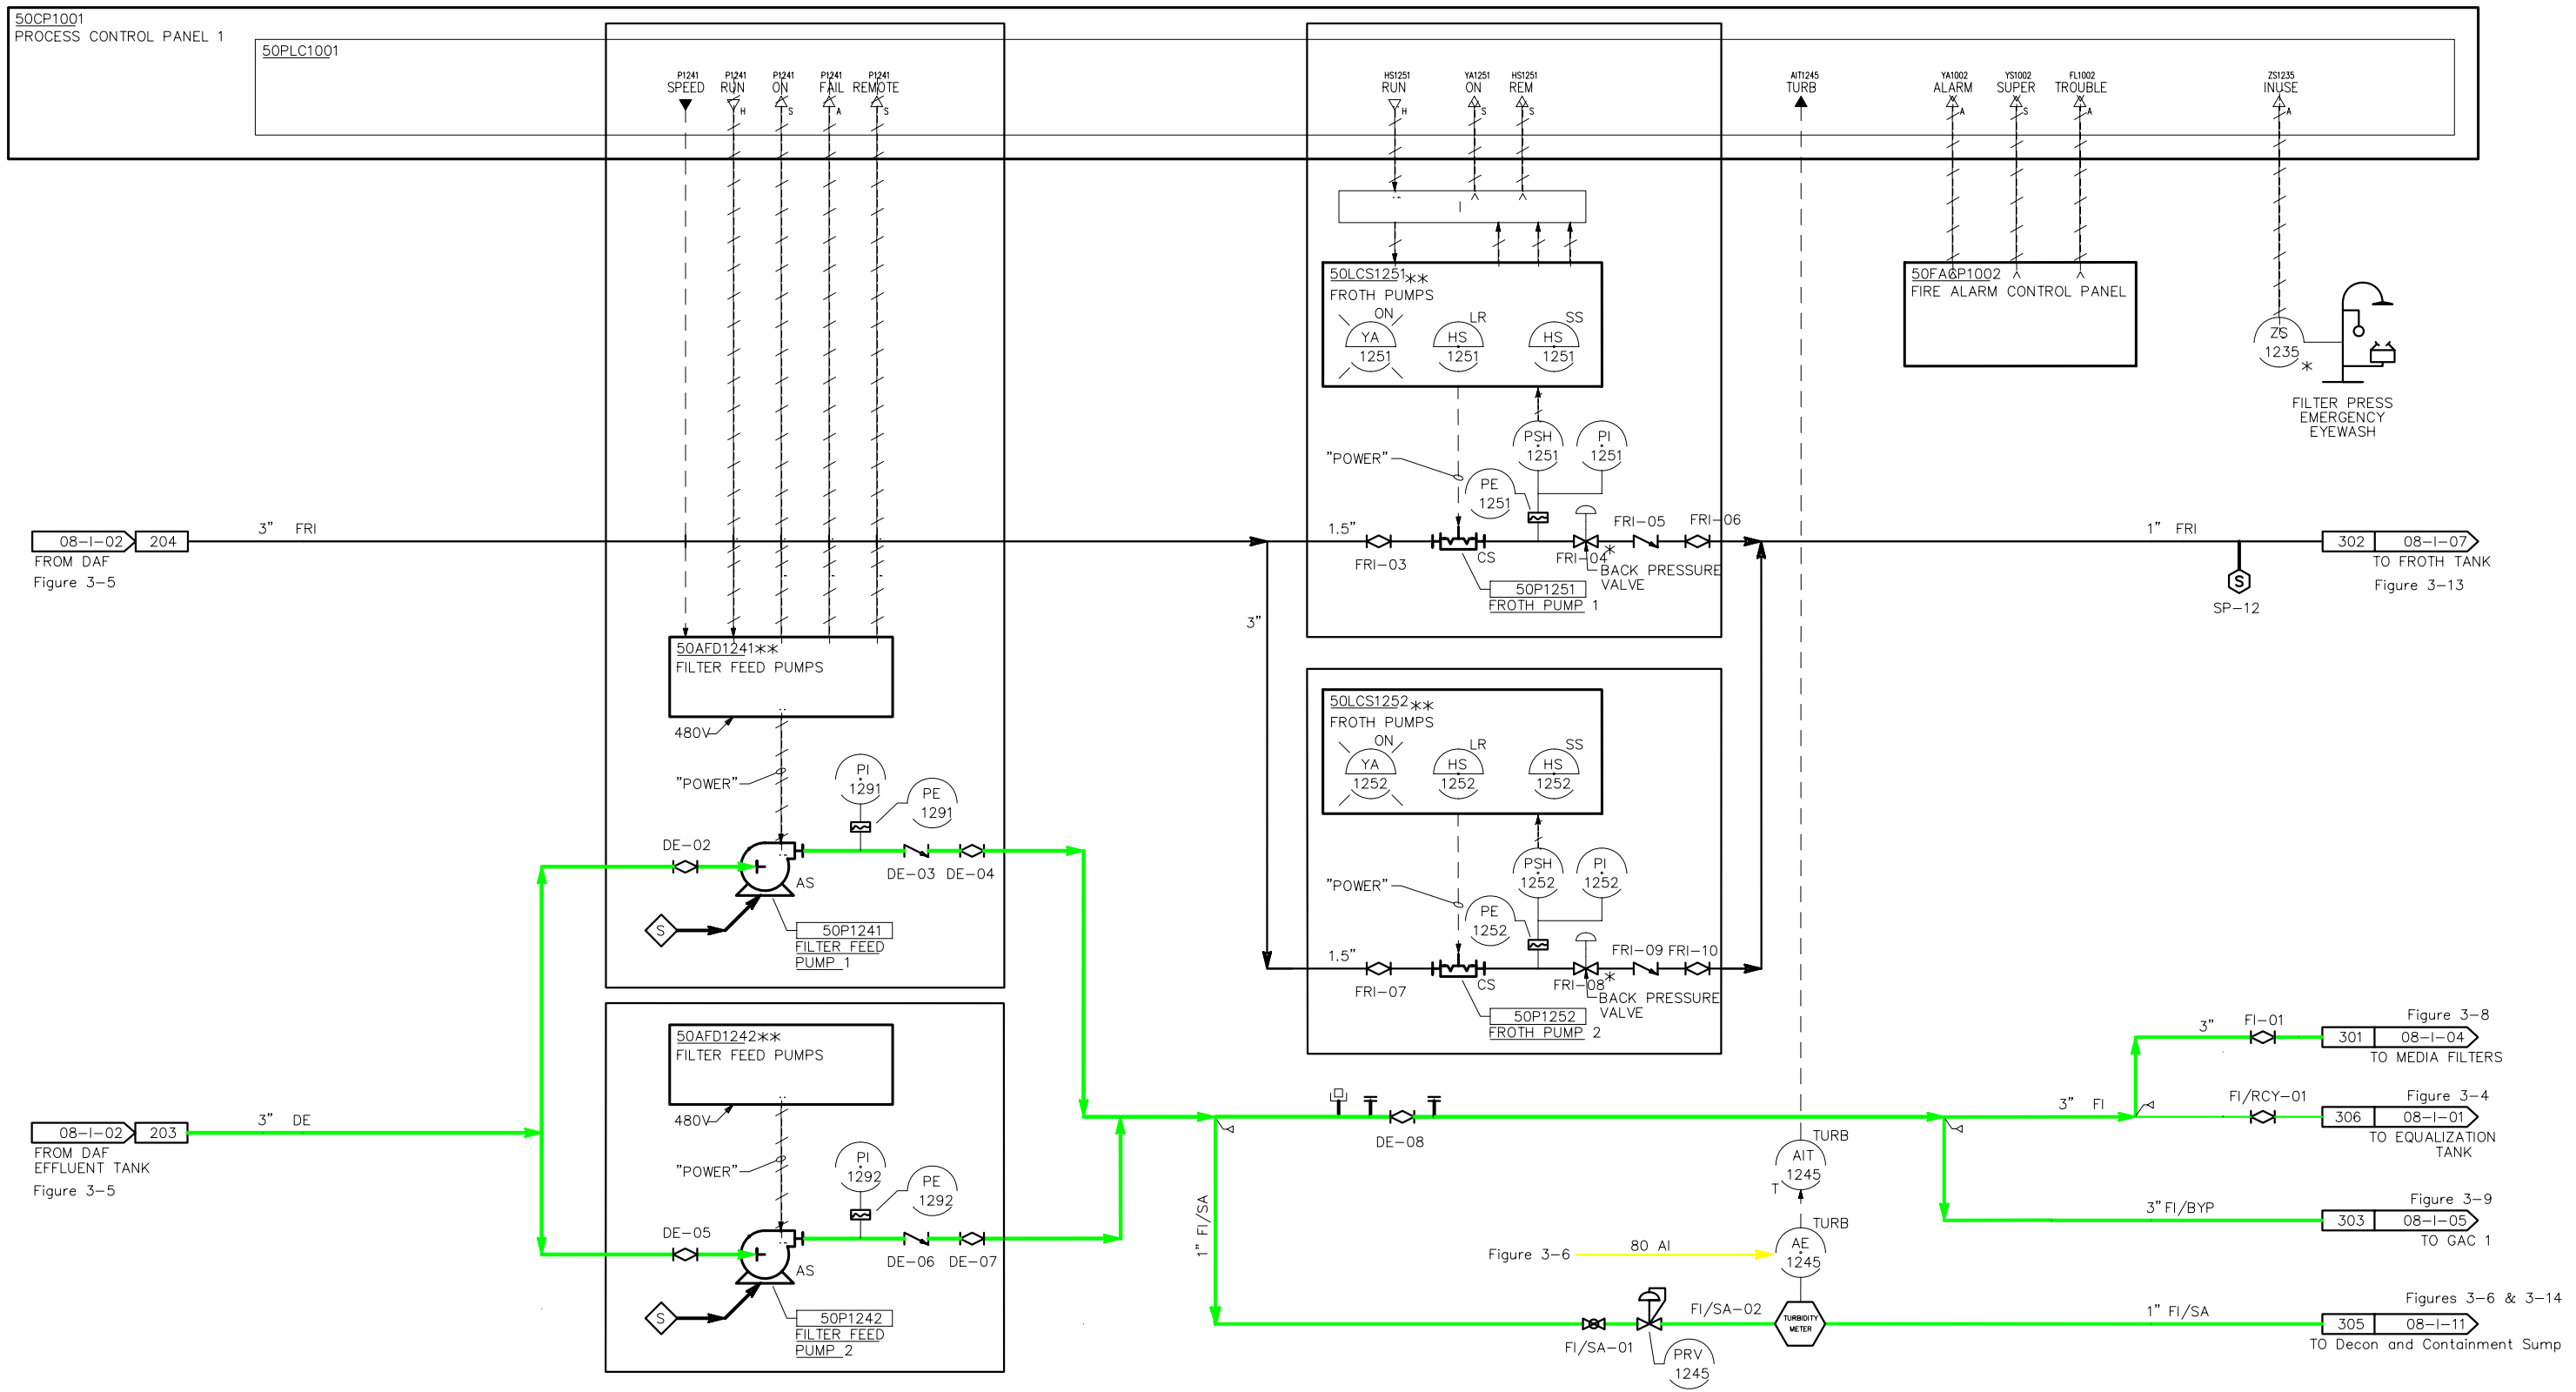 50CP1001
PROCESS CONTROL PANEL 1
50PLC1001
P1241
SPEED
P1241
RUN
H
P1241
ON
S
P1241
FAIL
A
P1241
REMOTE
S
HS1251
RUN
H
YA1251
ON
S
HS1251
REM
S
AIT1245
TURB
YA1002
ALARM
A
YS1002
SUPER
S
FL1002
TROUBLE
A
ZS1235
INUSE
A
I
50LCS1251**
FROTH PUMPS
ON
YA
1251
LR
HS
1251
SS
HS
1251
50FACP1002
FIRE ALARM CONTROL PANEL
ZS
1235
*
FILTER PRESS
EMERGENCY
EYEWASH
"POWER"
PSH
1251
PI
1251
PE
1251
08-I-02
204
FROM DAF
Figure 3-5
3" FRI
1.5"
FRI-03
CS
FRI-04*
FRI-05
FRI-06
BACK PRESSURE
VALVE
50P1251
FROTH PUMP 1
1" FRI
302
08-I-07
TO FROTH TANK
Figure 3-13
S
SP-12
3"
50AFD1241**
FILTER FEED PUMPS
480V
"POWER"
PI
1291
PE
1291
DE-02
AS
DE-03
DE-04
S
50P1241
FILTER FEED
PUMP 1
50LCS1252**
FROTH PUMPS
ON
YA
1252
LR
HS
1252
SS
HS
1252
"POWER"
PSH
1252
PI
1252
PE
1252
1.5"
FRI-07
CS
FRI-08*
FRI-09
FRI-10
BACK PRESSURE
VALVE
50P1252
FROTH PUMP 2
50AFD1242**
FILTER FEED PUMPS
480V
"POWER"
PI
1292
PE
1292
08-I-02
203
FROM DAF
EFFLUENT TANK
Figure 3-5
3" DE
DE-05
AS
DE-06
DE-07
S
50P1242
FILTER FEED
PUMP 2
DE-08
1" FI/SA
3" FI
3"
FI-01
Figure 3-8
301
08-I-04
TO MEDIA FILTERS
FI/RCY-01
Figure 3-4
306
08-I-01
TO EQUALIZATION
TANK
3" FI/BYP
Figure 3-9
303
08-I-05
TO GAC 1
TURB
AIT
1245
T
TURB
AE
1245
Figure 3-6
80 AI
FI/SA-01
FI/SA-02
PRV
1245
TURBIDITY
METER
1" FI/SA
Figures 3-6 & 3-14
305
08-I-11
TO Decon and Containment Sump